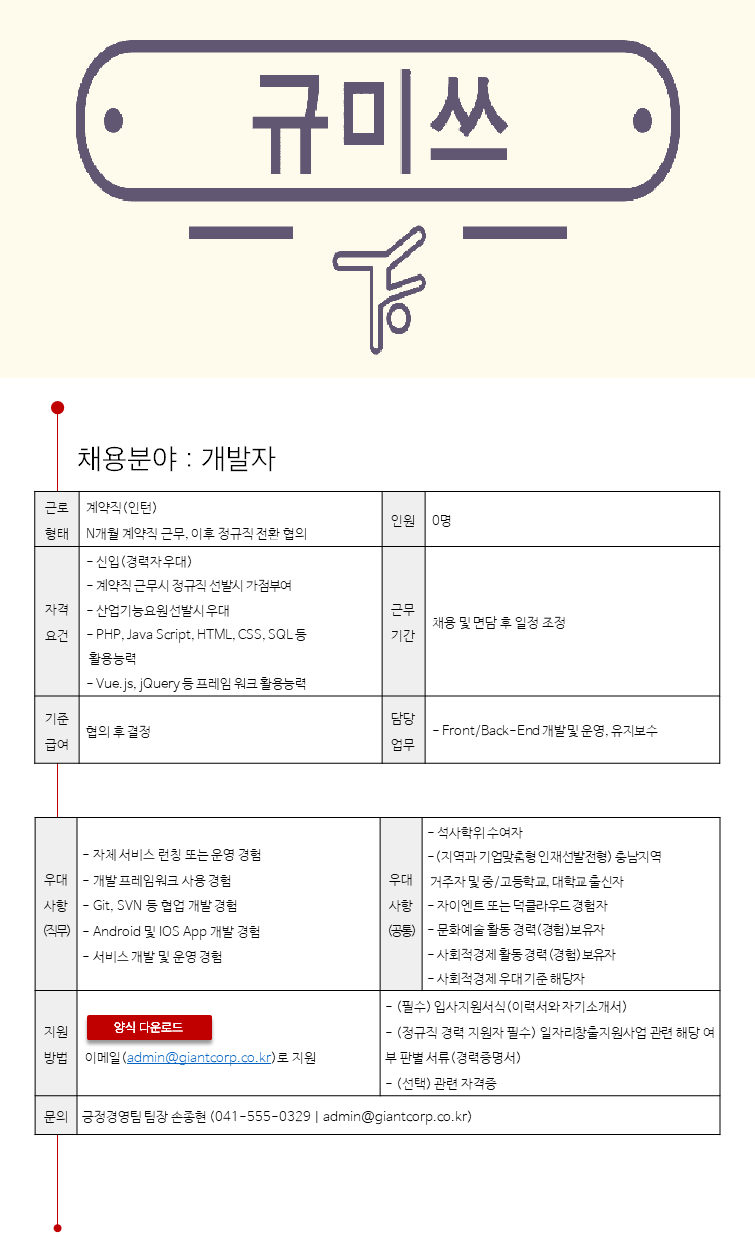 규미쓰
채용분야 : 개발자
근로
형태
계약직(인턴)
N개월 계약직 근무, 이후 정규직 전환 협의
인원
0명
자격
요건
- 신입(경력자 우대)
- 계약직 근무시 정규직 선발시 가점부여
- 산업기능요원 선발시 우대
- PHP, Java Script, HTML, CSS, SQL 등
활용능력
- Vue.js, jQuery 등 프레임 워크 활용능력
근무
기간
채용 및 면담 후 일정 조정
기준
급여
협의 후 결정
담당
업무
- Front/Back-End 개발 및 운영, 유지보수
우대
사항
(직무)
- 자체 서비스 런칭 또는 운영 경험
- 개발 프레임워크 사용 경험
- Git, SVN 등 협업 개발 경험
- Android 및 IOS App 개발 경험
- 서비스 개발 및 운영 경험
우대
사항
(공통)
- 석사학위 수여자
- (지역과 기업맞춤형 인재선발전형) 충남지역
거주자 및 중/고등학교, 대학교 출신자
- 자이엔트 또는 덕클라우드 경험자
- 문화예술 활동 경력(경험)보유자
- 사회적경제 활동 경력(경험)보유자
- 사회적경제 우대 기준 해당자
지원
방법
양식 다운로드
이메일(admin@giantcorp.co.kr)로 지원
- (필수) 입사지원서식(이력서와 자기소개서)
- (정규직 경력 지원자 필수) 일자리창출지원사업 관련 해당 여
부 판별 서류(경력증명서)
- (선택) 관련 자격증
문의
긍정경영팀 팀장 손종현 (041-555-0329 | admin@giantcorp.co.kr)